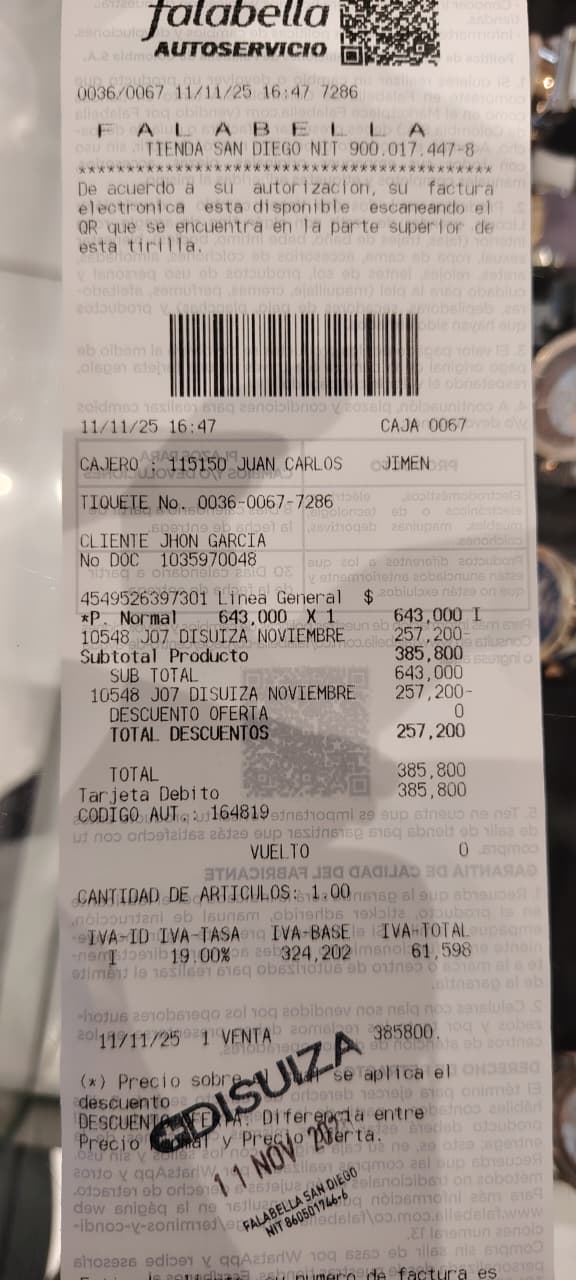 falabella
AUTOSERVICIO
0036/0067 11/11/25 16:47 7286
F A L A B E L L A
TIENDA SAN DIEGO NIT 900.017.447-8
******************************************
De acuerdo a su autorizacion, su factura
electronica esta disponible escaneando el
QR que se encuentra en la parte superior de
esta tirilla.
11/11/25 16:47 CAJA 0067
CAJERO : 115150 JUAN CARLOS JIMEN
TIQUETE No. 0036-0067-7286
CLIENTE JHON GARCIA
No DOC 1035970048
4549526397301 Linea General $
*P. Normal 643,000 X 1 643,000 I
10548 J07 DISUIZA NOVIEMBRE 257,200-
Subtotal Producto 385,800
SUB TOTAL 643,000
10548 J07 DISUIZA NOVIEMBRE 257,200-
DESCUENTO OFERTA 0
TOTAL DESCUENTOS 257,200
TOTAL 385,800
Tarjeta Debito 385,800
CODIGO AUT.: 164819
VUELTO 0
CANTIDAD DE ARTICULOS: 1.00
IVA-ID IVA-TASA IVA-BASE IVA-TOTAL
I 19.00% 324,202 61,598
11/11/25 1 VENTA 385800.
(*) Precio sobre se aplica el
descuento
DESCUENTO Diferencia entre
Precio y Precio Oferta.
DISUIZA
11 NOV
FALABELLA SAN DIEGO
NIT 860501746-6
su numero de factura es